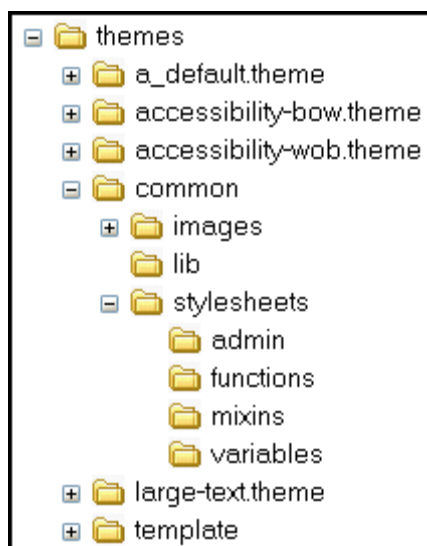 themes
a_default.theme
accessibility-bow.theme
accessibility-wob.theme
common
images
lib
stylesheets
admin
functions
mixins
variables
large-text.theme
template